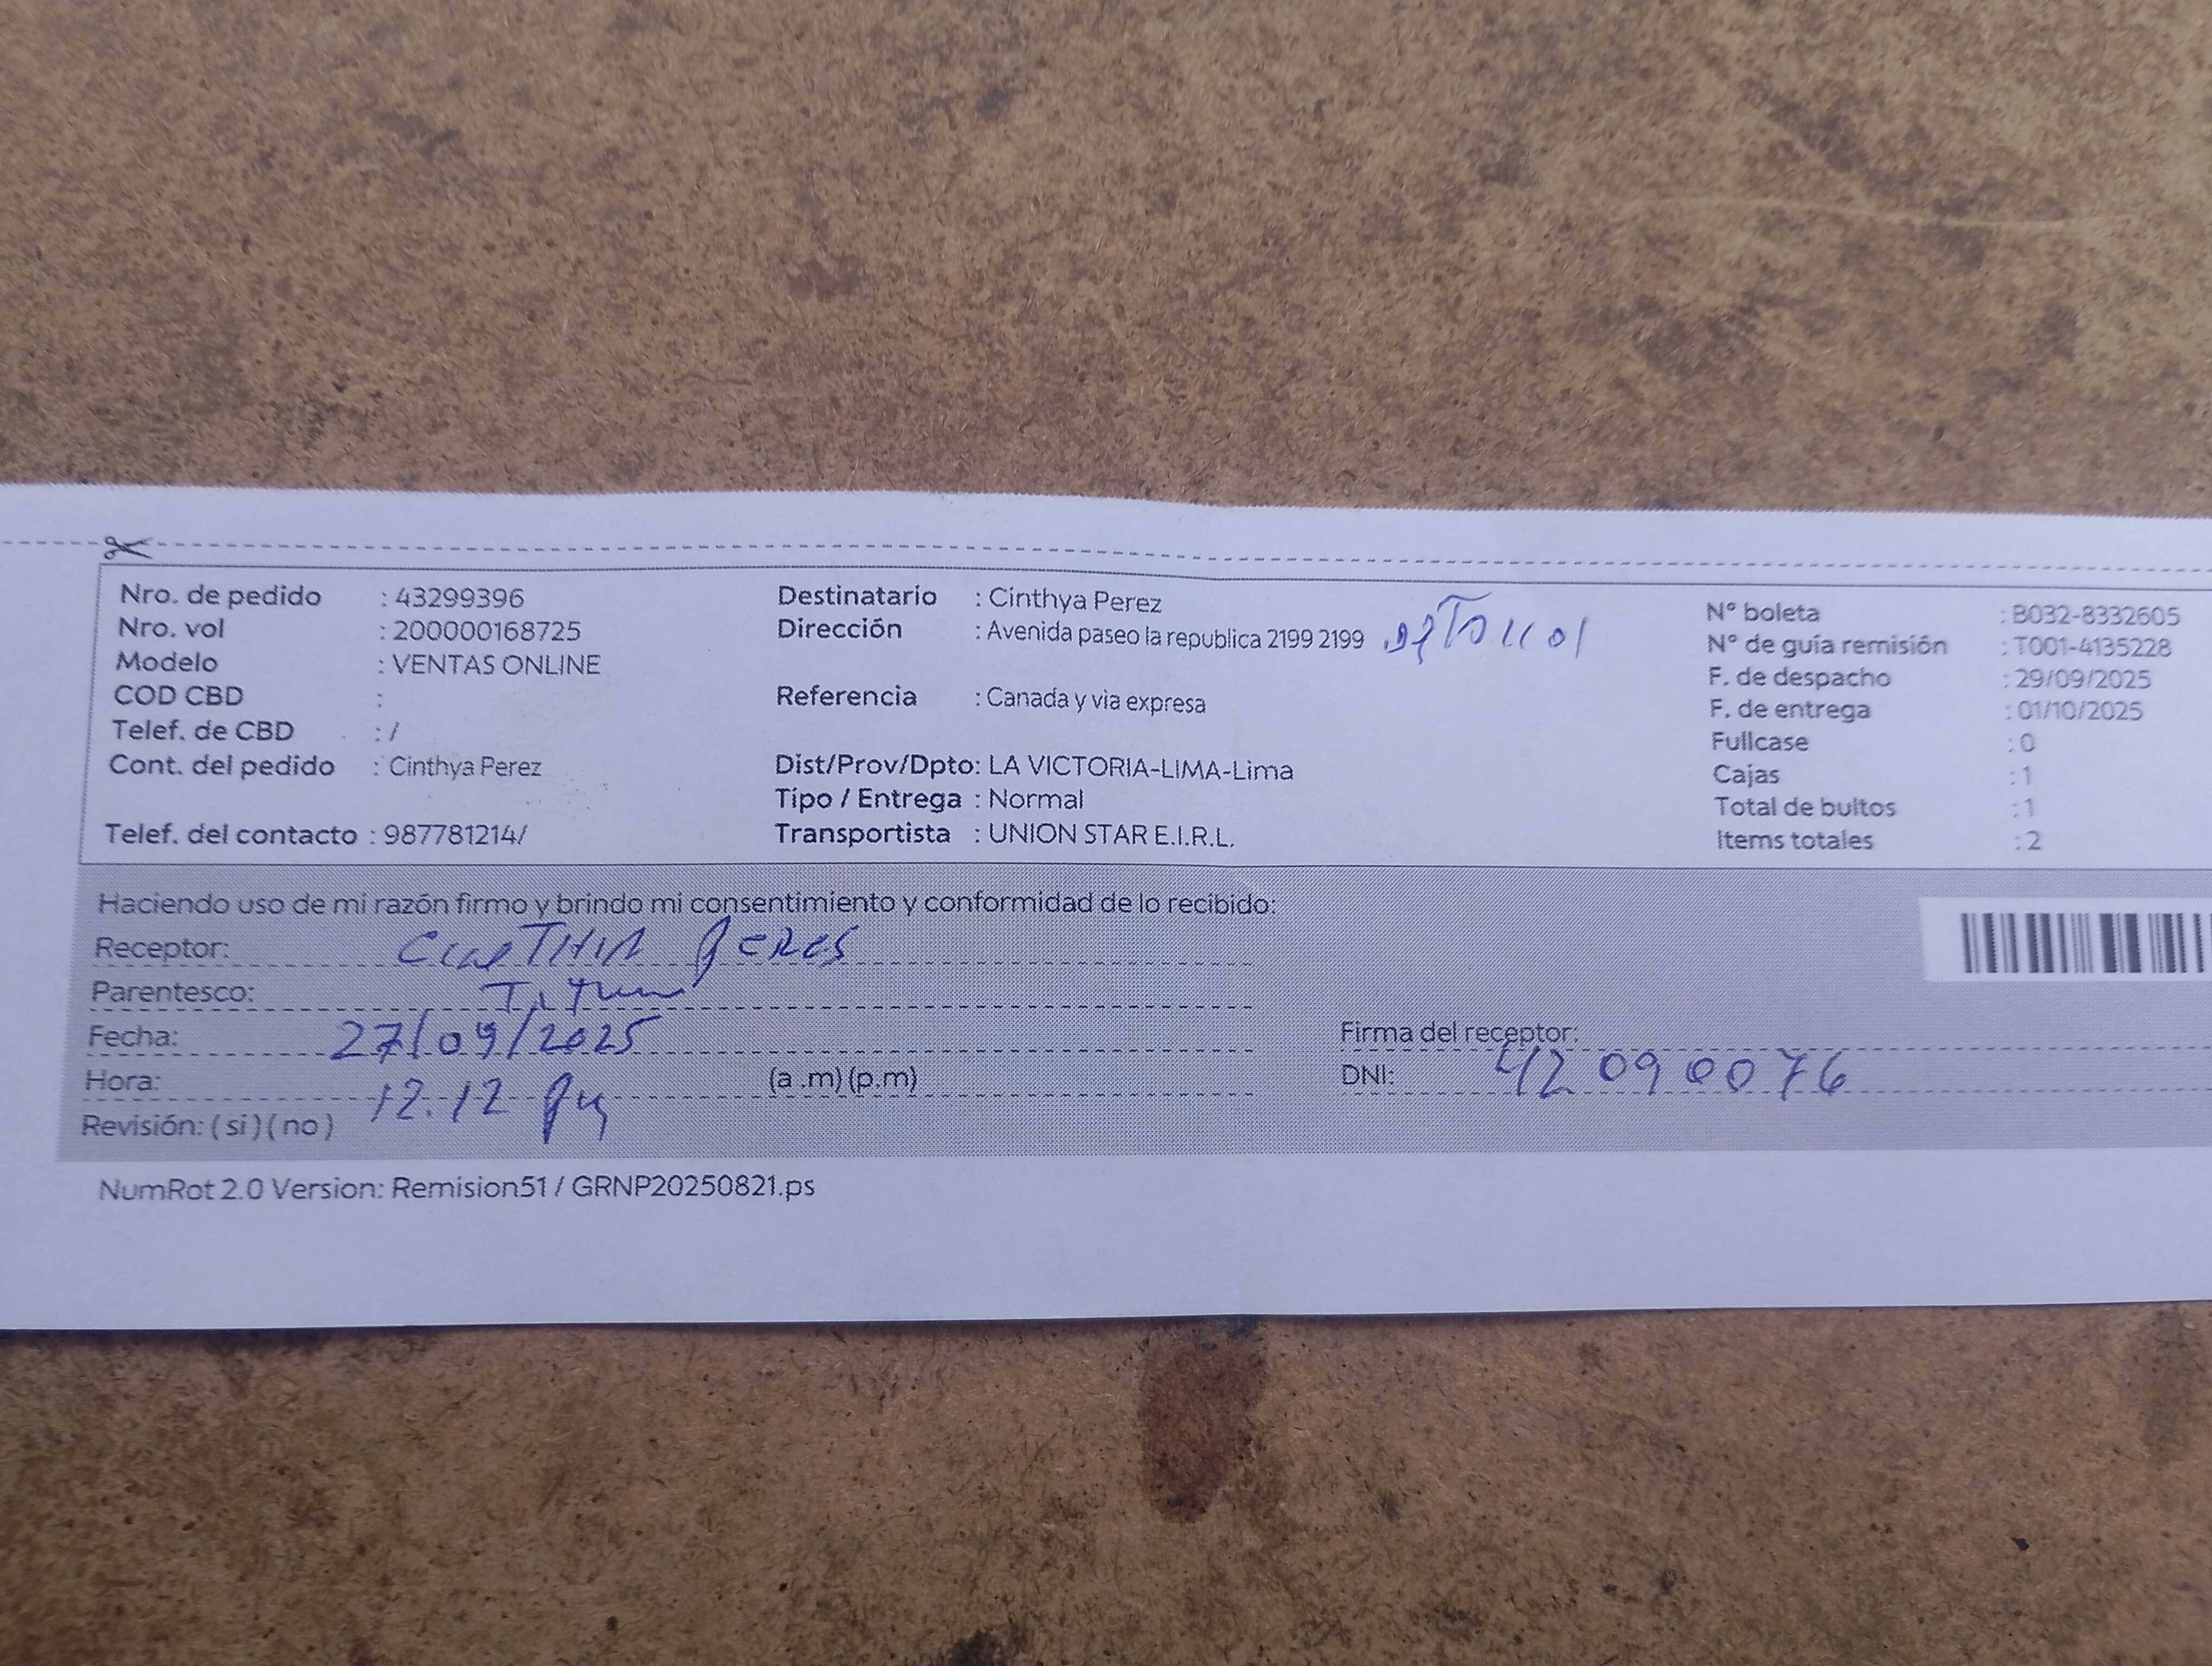 Nro. de pedido : 43299396
Nro. vol : 200000168725
Modelo : VENTAS ONLINE
COD CBD :
Telef. de CBD : /
Cont. del pedido : Cinthya Perez
Telef. del contacto : 987781214/
Destinatario : Cinthya Perez
Dirección : Avenida paseo la republica 2199 2199
Referencia : Canada y via expresa
Dist/Prov/Dpto: LA VICTORIA-LIMA-Lima
Tipo / Entrega : Normal
Transportista : UNION STAR E.I.R.L.
N° boleta : B032-8332605
N° de guía remisión : T001-4135228
F. de despacho : 29/09/2025
F. de entrega : 01/10/2025
Fullcase : 0
Cajas : 1
Total de bultos : 1
Items totales : 2
Haciendo uso de mi razón firmo y brindo mi consentimiento y conformidad de lo recibido:
Receptor: CINTHIA PERES
Parentesco:
Fecha: 27/09/2025
Hora: 12.12 pm (a .m) (p.m)
Revisión: ( si ) ( no )
Firma del receptor:
DNI: 42090076
NumRot 2.0 Version: Remision51 / GRNP20250821.ps